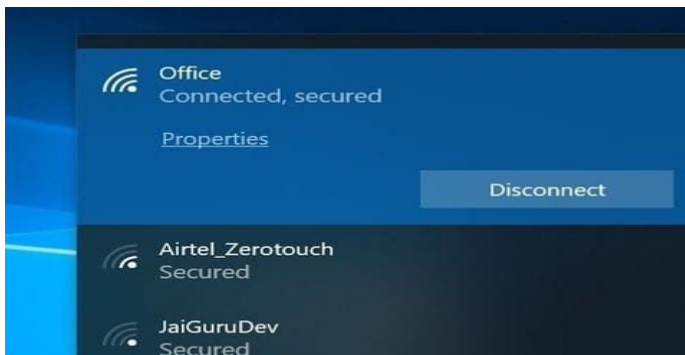 Office
Connected, secured
Properties
Disconnect
Airtel_Zerotouch
Secured
JaiGuruDev
Secured